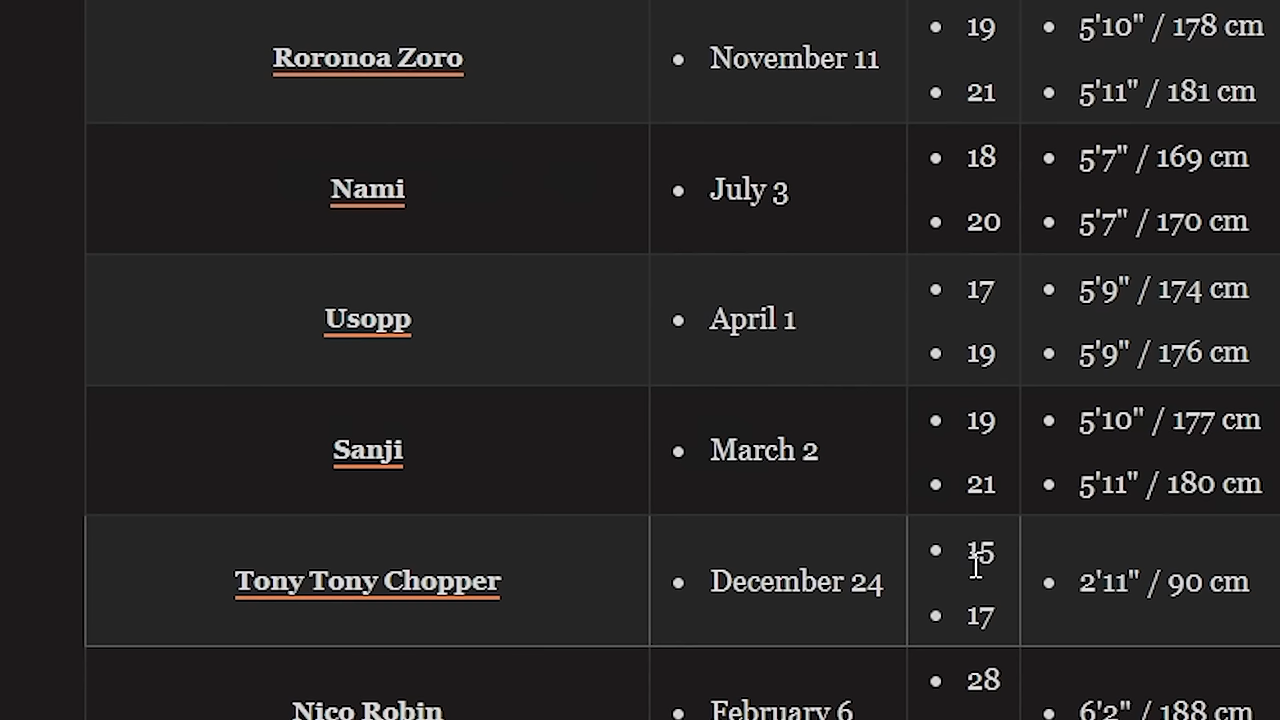 19
5'10" / 178 cm
Roronoa Zoro
November 11
21
5'11" / 181 cm
18
5'7" / 169 cm
Nami
July 3
20
5'7" / 170 cm
17
5'9" / 174 cm
Usopp
April 1
19
5'9" / 176 cm
19
5'10" / 177 cm
Sanji
March 2
21
5'11" / 180 cm
15
Tony Tony Chopper
December 24
2'11" / 90 cm
17
28
Nico Robin
February 6
6'2" / 188 cm